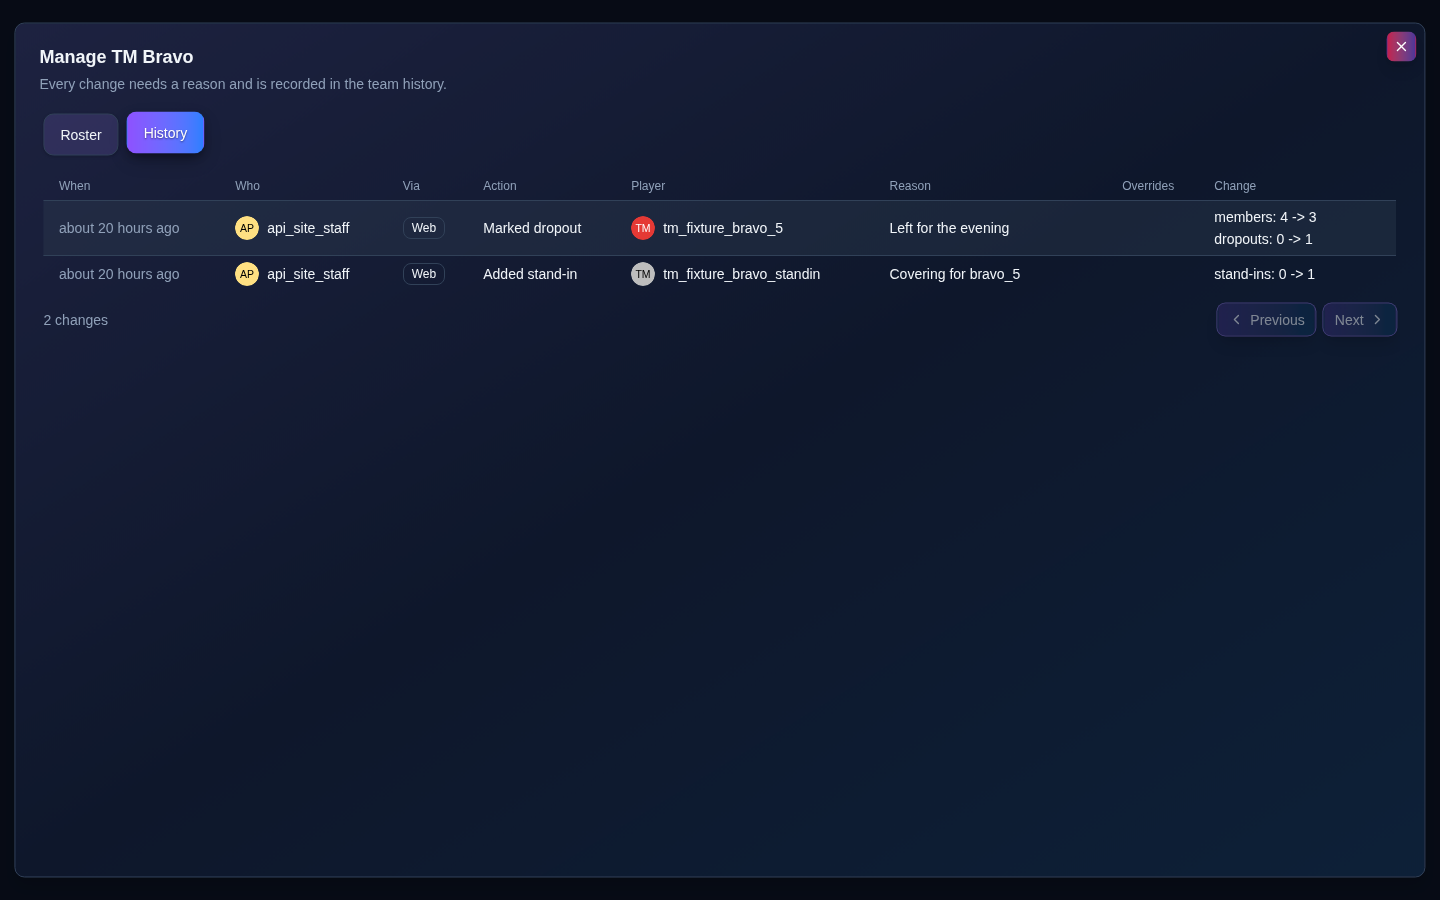 Manage TM Bravo
Every change needs a reason and is recorded in the team history.
Roster History
When Who Via Action Player Reason Overrides Change
about 20 hours ago AP api_site_staff Web Marked dropout TM tm_fixture_bravo_5 Left for the evening members: 4 -> 3
dropouts: 0 -> 1
about 20 hours ago AP api_site_staff Web Added stand-in TM tm_fixture_bravo_standin Covering for bravo_5 stand-ins: 0 -> 1
2 changes Previous Next